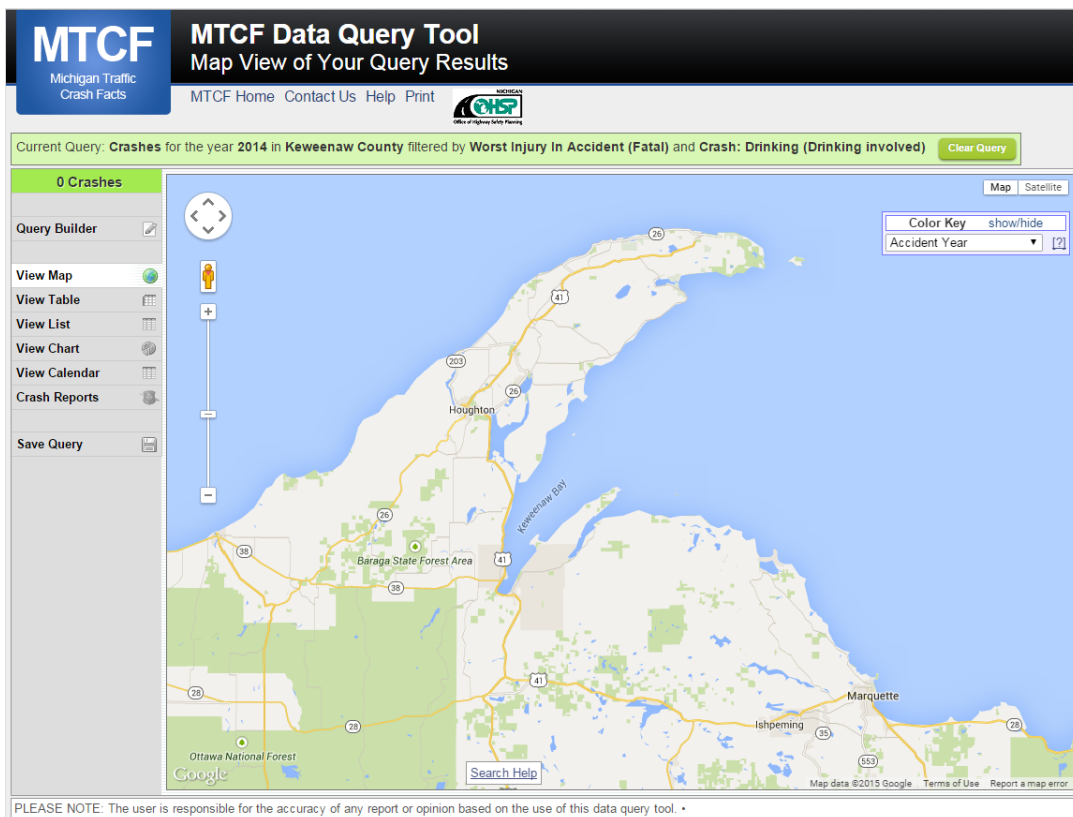 MTCF
Michigan Traffic
Crash Facts
MTCF Data Query Tool
Map View of Your Query Results
MTCF Home Contact Us Help Print
MICHIGAN
OHSP
Office of Highway Safety Planning
Current Query: Crashes for the year 2014 in Keweenaw County filtered by Worst Injury In Accident (Fatal) and Crash: Drinking (Drinking involved)
Clear Query
0 Crashes
Query Builder
View Map
View Table
View List
View Chart
View Calendar
Crash Reports
Save Query
Map Satellite
Color Key show/hide
Accident Year
[?]
26
41
203
26
Houghton
Keweenaw Bay
26
38
Baraga State Forest Area
41
38
41
28
Marquette
28
Ishpeming
35
28
553
Ottawa National Forest
Google
Search Help
Map data ©2015 Google Terms of Use Report a map error
PLEASE NOTE: The user is responsible for the accuracy of any report or opinion based on the use of this data query tool. •